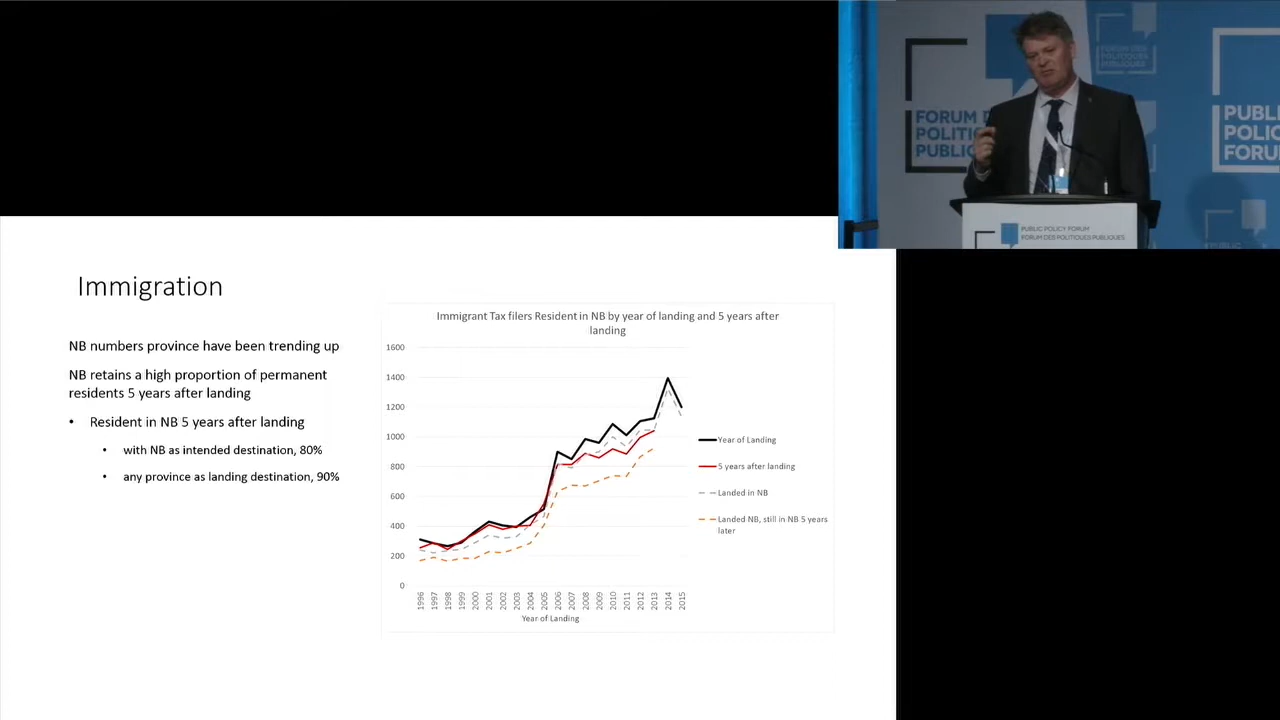 FORUM DES
POLITIQUES
PUBLIQUES
FORUM D
POLITIQ
PUBLIQ
PUBLI
POLIC
FORU
PUBLIC POLICY FORUM
FORUM DES POLITIQUES PUBLIQUES
Immigration
NB numbers province have been trending up
NB retains a high proportion of permanent
residents 5 years after landing
• Resident in NB 5 years after landing
• with NB as intended destination, 80%
• any province as landing destination, 90%
Immigrant Tax filers Resident in NB by year of landing and 5 years after
landing
1600
1400
1200
1000
800
600
400
200
0
1996
1997
1998
1999
2000
2001
2002
2003
2004
2005
2006
2007
2008
2009
2010
2011
2012
2013
2014
2015
Year of Landing
Year of Landing
5 years after landing
Landed in NB
Landed NB, still in NB 5 years
later